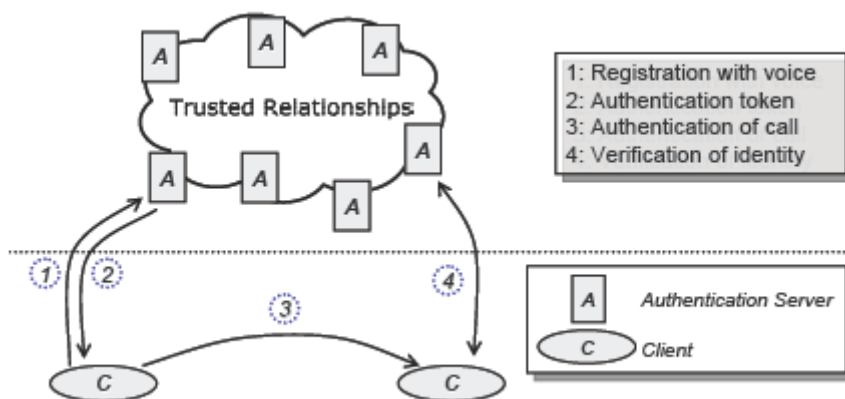 A
A
A
Trusted Relationships
A
A
A
A
1: Registration with voice
2: Authentication token
3: Authentication of call
4: Verification of identity
1
2
3
4
A Authentication Server
C Client
C
C